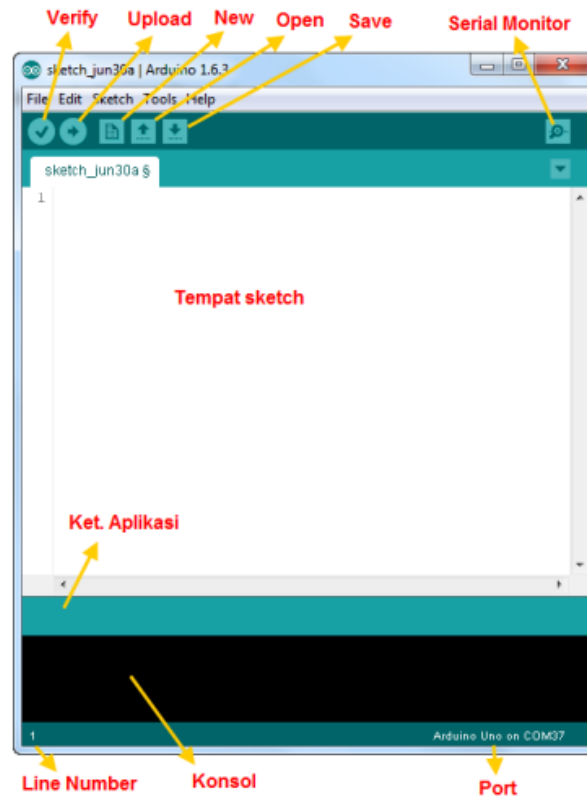 Verify Upload New Open Save Serial Monitor
sketch_jun30a | Arduino 1.6.3
File Edit Sketch Tools Help
sketch_jun30a §
1
Tempat sketch
Ket. Aplikasi
1 Arduino Uno on COM37
Line Number Konsol Port